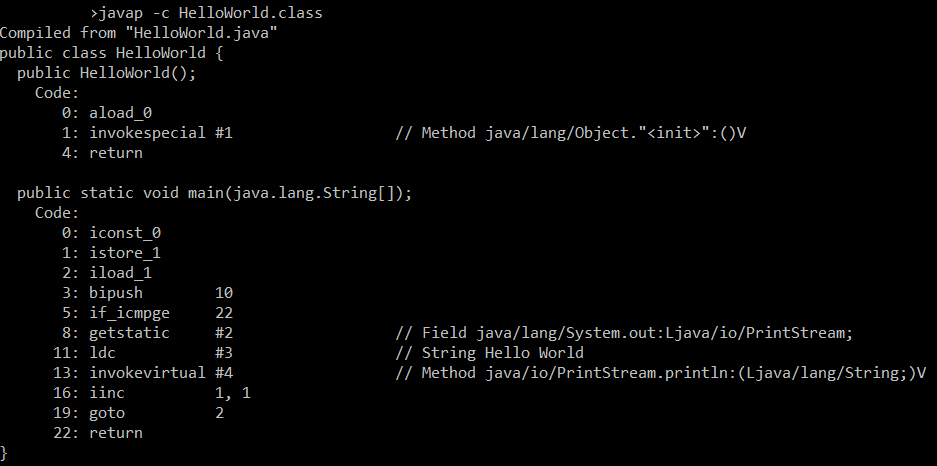 >javap -c HelloWorld.class
Compiled from "HelloWorld.java"
public class HelloWorld {
  public HelloWorld();
    Code:
       0: aload_0
       1: invokespecial #1                  // Method java/lang/Object."<init>":()V
       4: return

  public static void main(java.lang.String[]);
    Code:
       0: iconst_0
       1: istore_1
       2: iload_1
       3: bipush        10
       5: if_icmpge     22
       8: getstatic     #2                  // Field java/lang/System.out:Ljava/io/PrintStream;
      11: ldc           #3                  // String Hello World
      13: invokevirtual #4                  // Method java/io/PrintStream.println:(Ljava/lang/String;)V
      16: iinc          1, 1
      19: goto          2
      22: return
}